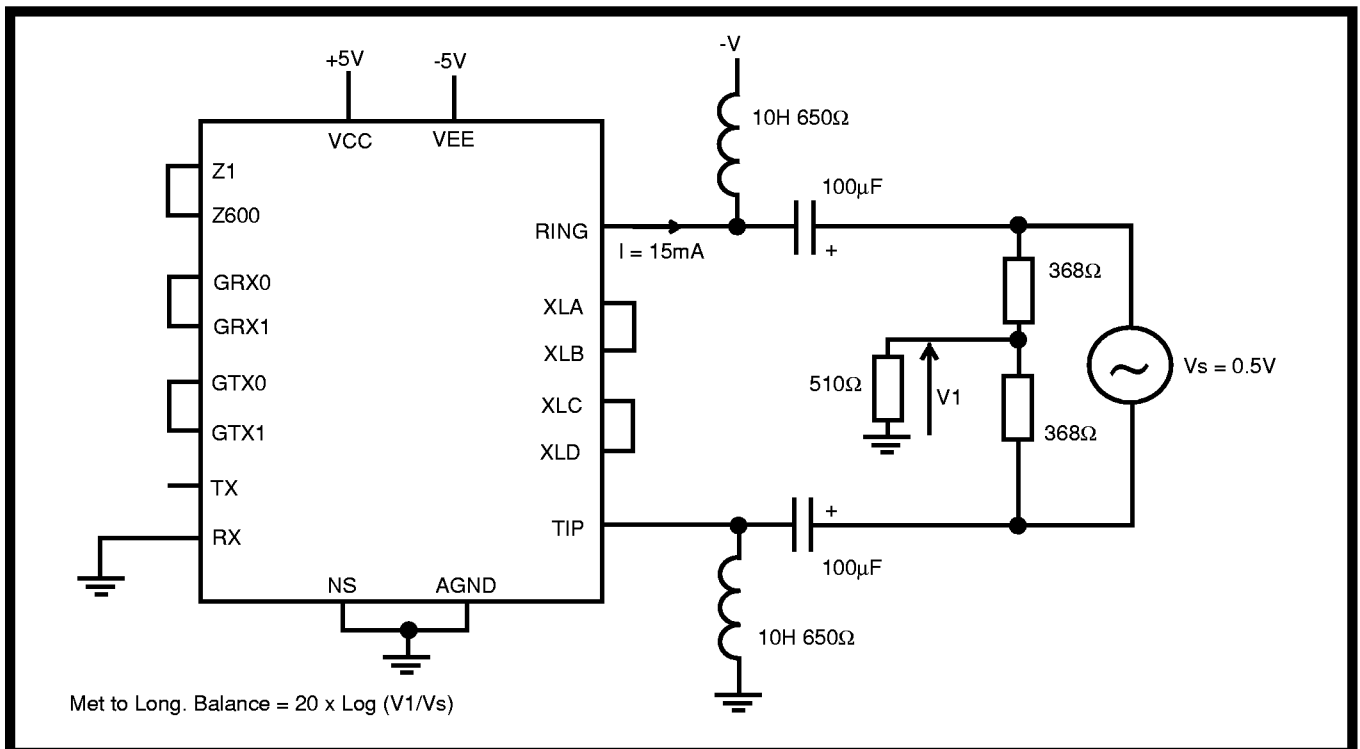 -V
+5V
-5V
10H 650Ω
VCC
VEE
Z1
100μF
Z600
RING
+
I = 15mA
368Ω
GRX0
XLA
GRX1
XLB
Vs = 0.5V
GTX0
510Ω
V1
XLC
GTX1
368Ω
XLD
TX
+
RX
TIP
100μF
NS
AGND
10H 650Ω
Met to Long. Balance = 20 x Log (V1/Vs)